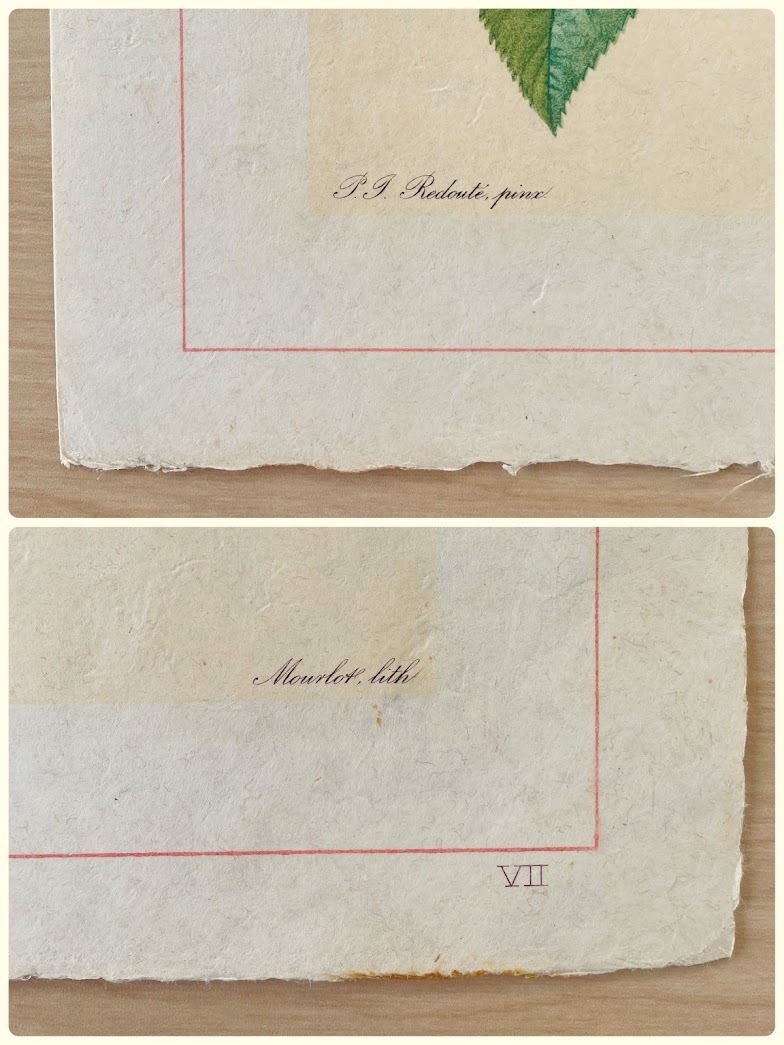 P. J. Redouté, pinx
Mourlot, lith
VII